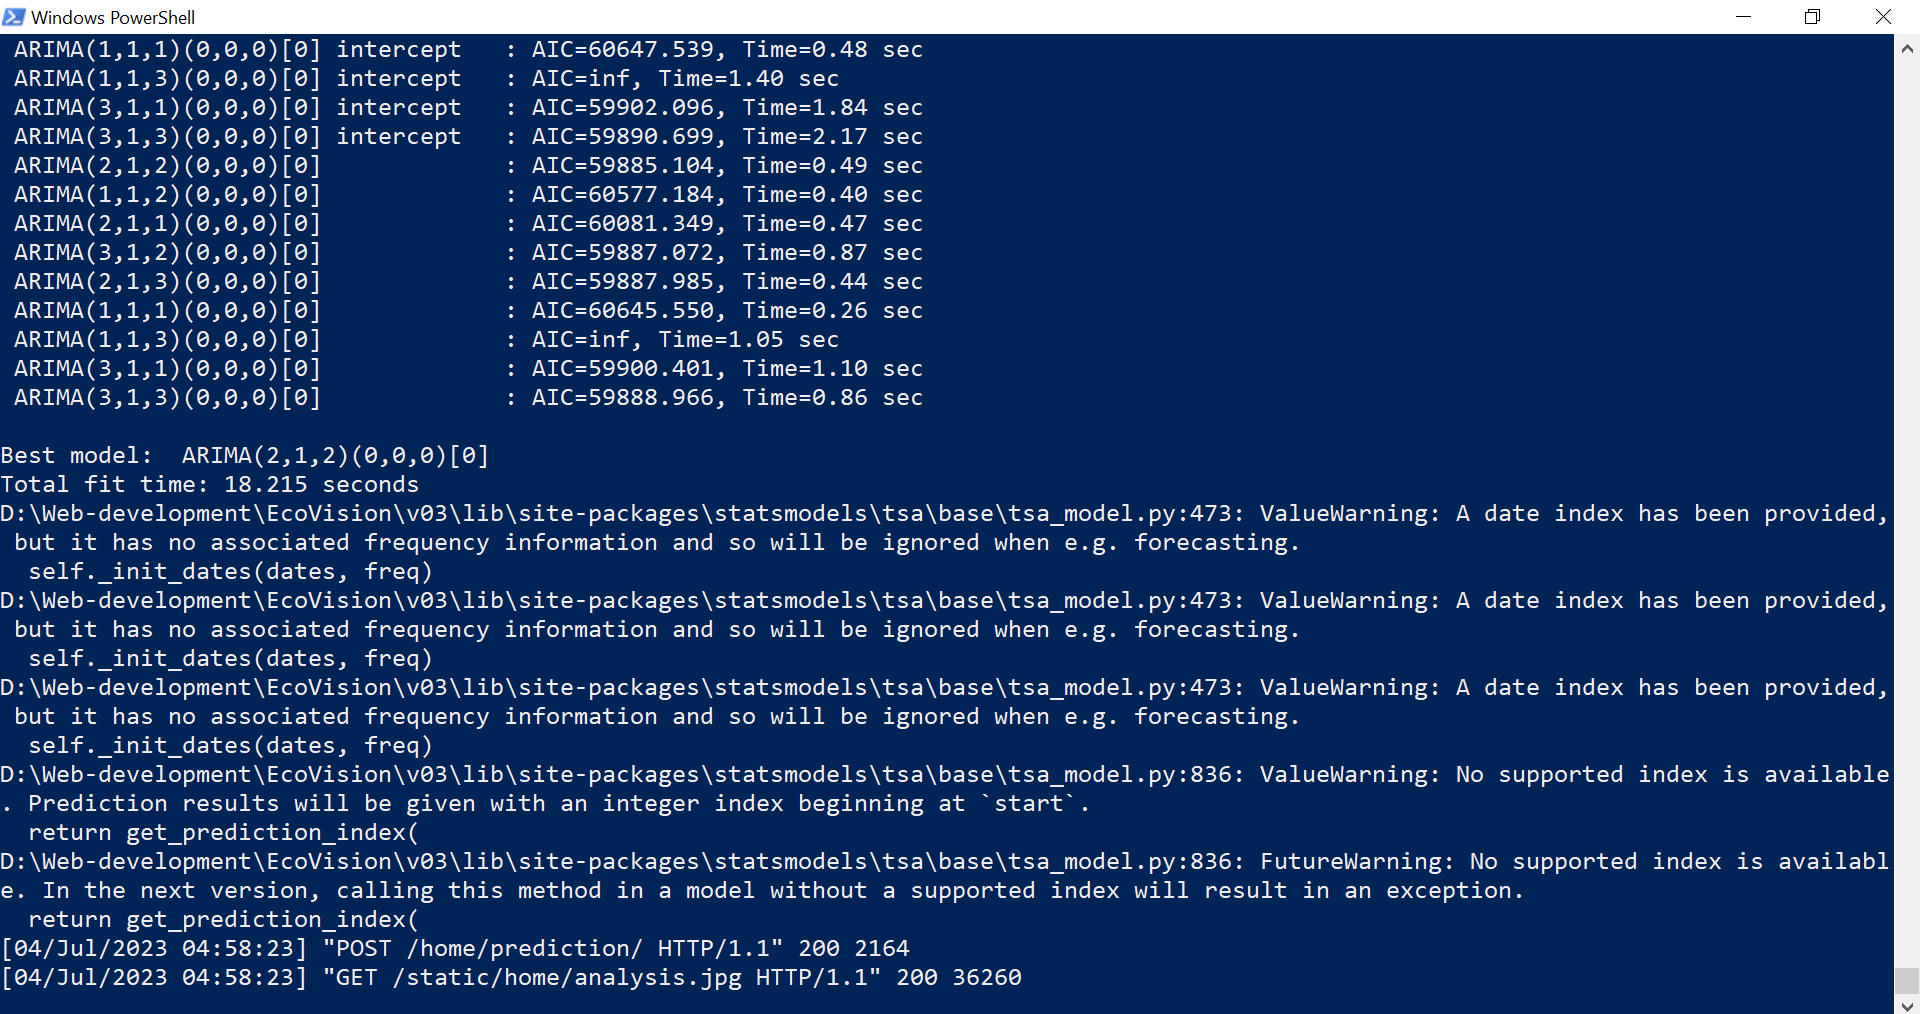 Windows PowerShell
ARIMA(1,1,1)(0,0,0)[0] intercept   : AIC=60647.539, Time=0.48 sec
ARIMA(1,1,3)(0,0,0)[0] intercept   : AIC=inf, Time=1.40 sec
ARIMA(3,1,1)(0,0,0)[0] intercept   : AIC=59902.096, Time=1.84 sec
ARIMA(3,1,3)(0,0,0)[0] intercept   : AIC=59890.699, Time=2.17 sec
ARIMA(2,1,2)(0,0,0)[0]             : AIC=59885.104, Time=0.49 sec
ARIMA(1,1,2)(0,0,0)[0]             : AIC=60577.184, Time=0.40 sec
ARIMA(2,1,1)(0,0,0)[0]             : AIC=60081.349, Time=0.47 sec
ARIMA(3,1,2)(0,0,0)[0]             : AIC=59887.072, Time=0.87 sec
ARIMA(2,1,3)(0,0,0)[0]             : AIC=59887.985, Time=0.44 sec
ARIMA(1,1,1)(0,0,0)[0]             : AIC=60645.550, Time=0.26 sec
ARIMA(1,1,3)(0,0,0)[0]             : AIC=inf, Time=1.05 sec
ARIMA(3,1,1)(0,0,0)[0]             : AIC=59900.401, Time=1.10 sec
ARIMA(3,1,3)(0,0,0)[0]             : AIC=59888.966, Time=0.86 sec
Best model:  ARIMA(2,1,2)(0,0,0)[0]
Total fit time: 18.215 seconds
D:\Web-development\EcoVision\v03\lib\site-packages\statsmodels\tsa\base\tsa_model.py:473: ValueWarning: A date index has been provided,
 but it has no associated frequency information and so will be ignored when e.g. forecasting.
  self._init_dates(dates, freq)
D:\Web-development\EcoVision\v03\lib\site-packages\statsmodels\tsa\base\tsa_model.py:473: ValueWarning: A date index has been provided,
 but it has no associated frequency information and so will be ignored when e.g. forecasting.
  self._init_dates(dates, freq)
D:\Web-development\EcoVision\v03\lib\site-packages\statsmodels\tsa\base\tsa_model.py:473: ValueWarning: A date index has been provided,
 but it has no associated frequency information and so will be ignored when e.g. forecasting.
  self._init_dates(dates, freq)
D:\Web-development\EcoVision\v03\lib\site-packages\statsmodels\tsa\base\tsa_model.py:836: ValueWarning: No supported index is available
. Prediction results will be given with an integer index beginning at `start`.
  return get_prediction_index(
D:\Web-development\EcoVision\v03\lib\site-packages\statsmodels\tsa\base\tsa_model.py:836: FutureWarning: No supported index is availabl
e. In the next version, calling this method in a model without a supported index will result in an exception.
  return get_prediction_index(
[04/Jul/2023 04:58:23] "POST /home/prediction/ HTTP/1.1" 200 2164
[04/Jul/2023 04:58:23] "GET /static/home/analysis.jpg HTTP/1.1" 200 36260